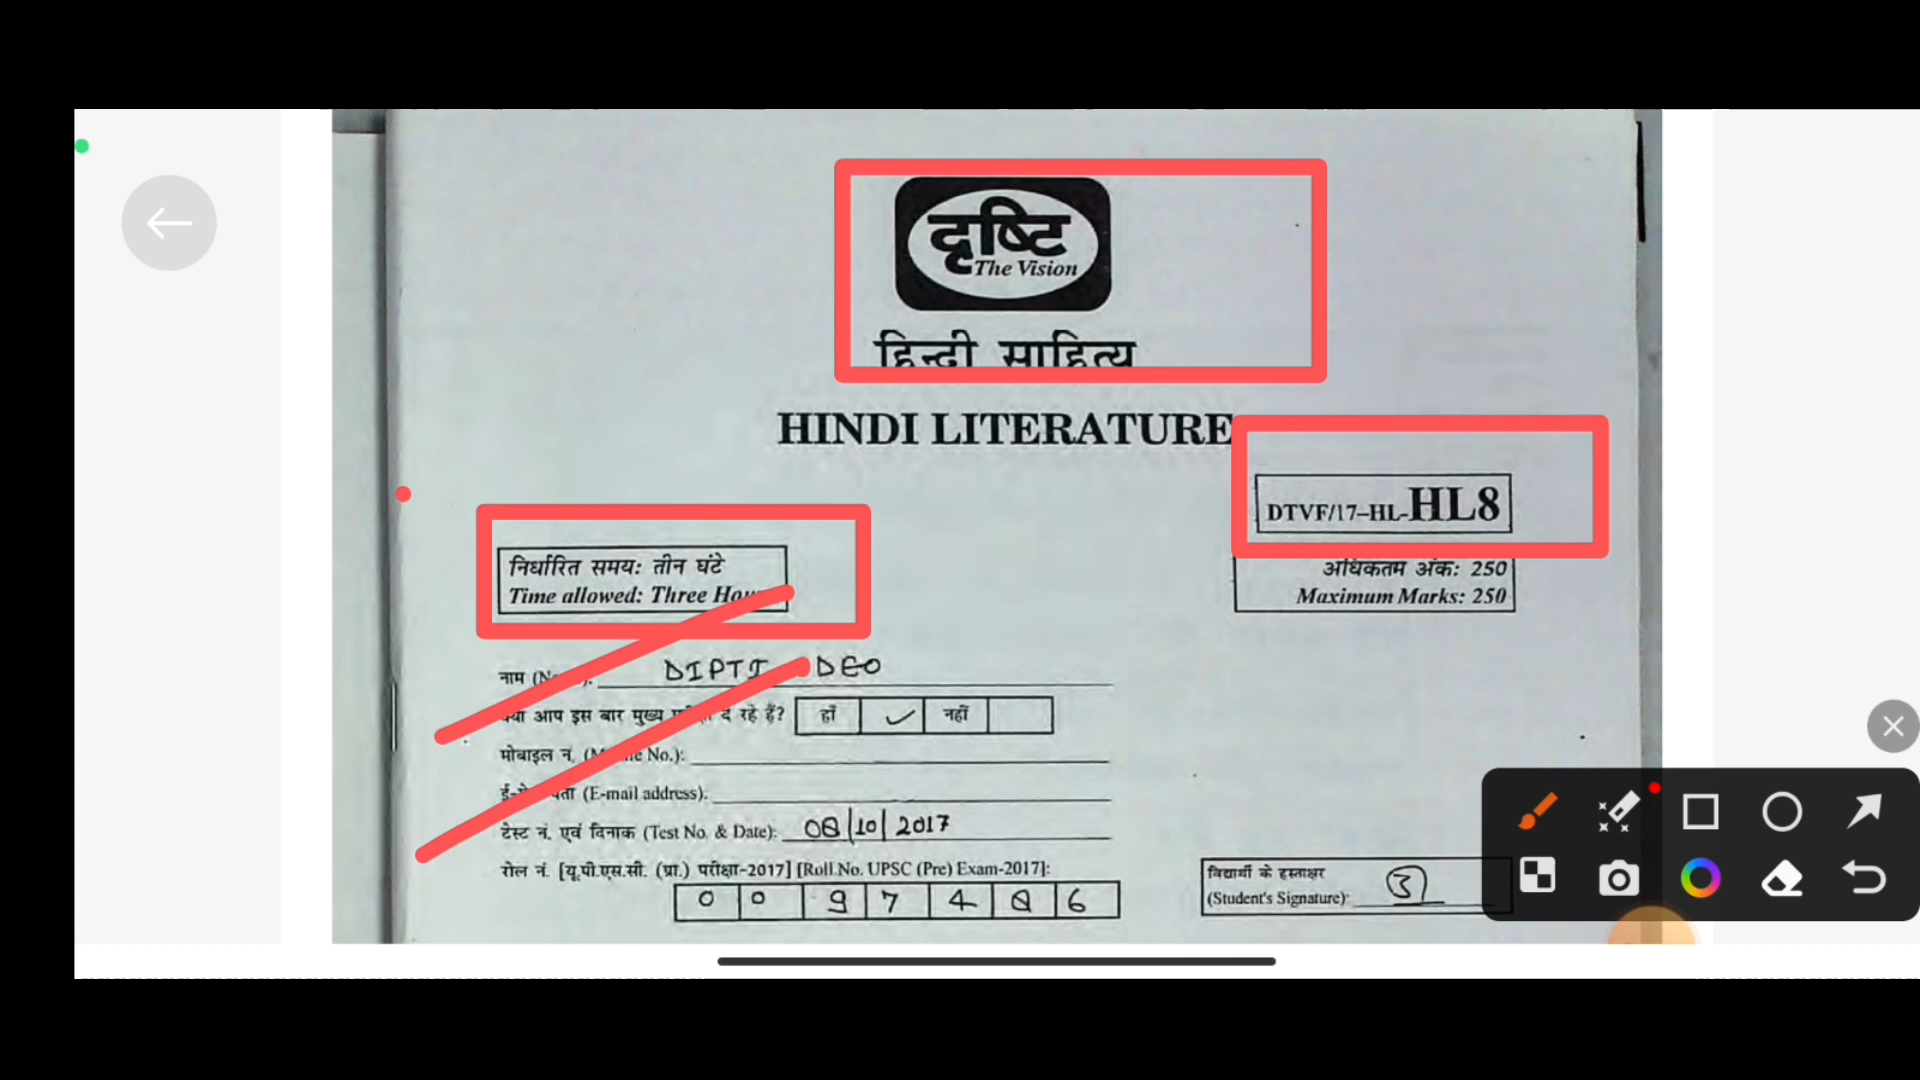 दृष्टि
The Vision
हिन्दी साहित्य
HINDI LITERATURE
DTVF/17-HL-HL8
निर्धारित समय: तीन घंटे
Time allowed: Three
अधिकतम अंक: 250
Maximum Marks: 250
नाम DIPTI DEO
क्या आप इस बार मुख्य दे रहे हैं? हाँ ✓ नहीं
मोबाइल नं. No.):
(E-mail address):
टेस्ट नं. एवं दिनांक (Test No. & Date): 08/10/2017
रोल नं. [यू.पी.एस.सी. (प्रा.) परीक्षा-2017] [Roll.No. UPSC (Pre) Exam-2017]:
0 0 9 7 4 8 6
विद्यार्थी के हस्ताक्षर
(Student's Signature):